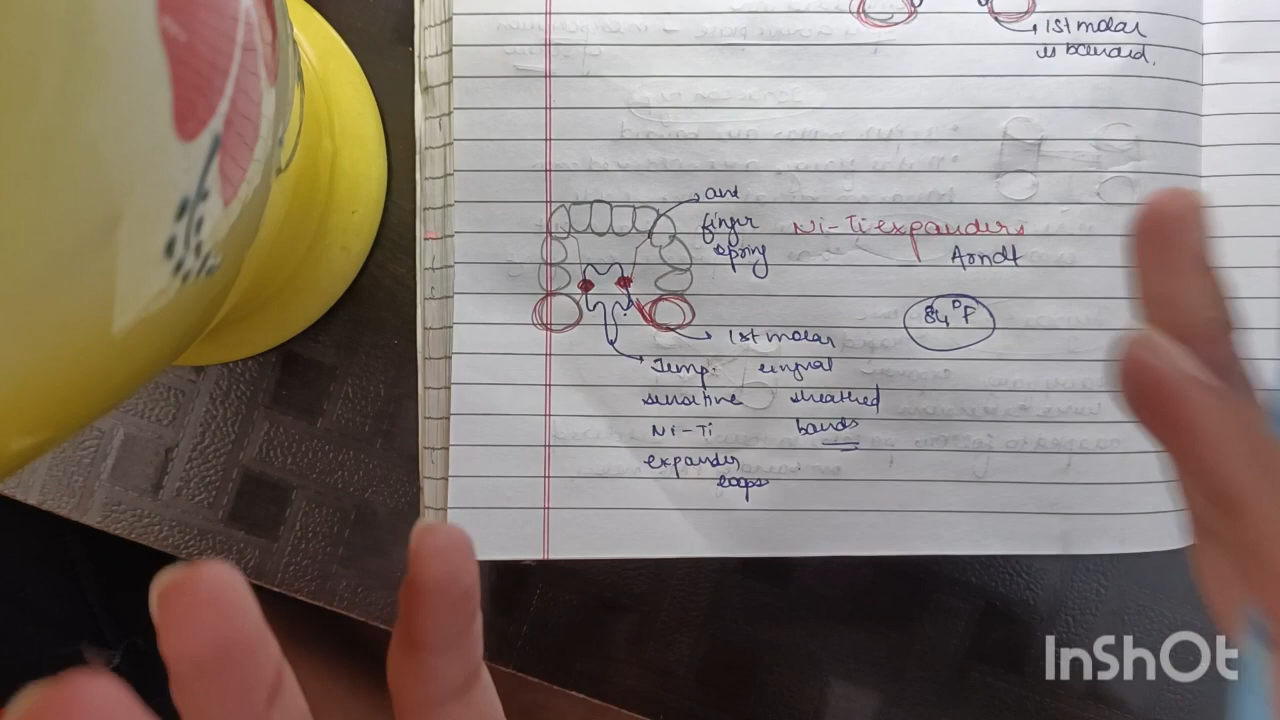 1st molar
is banded.
ant
finger
spring
Ni-Ti expanders
Arndt
84°F
1st molar
lingual
sheathed
bands
Temp.
sensitive
Ni-Ti
expander
loops
InShOt